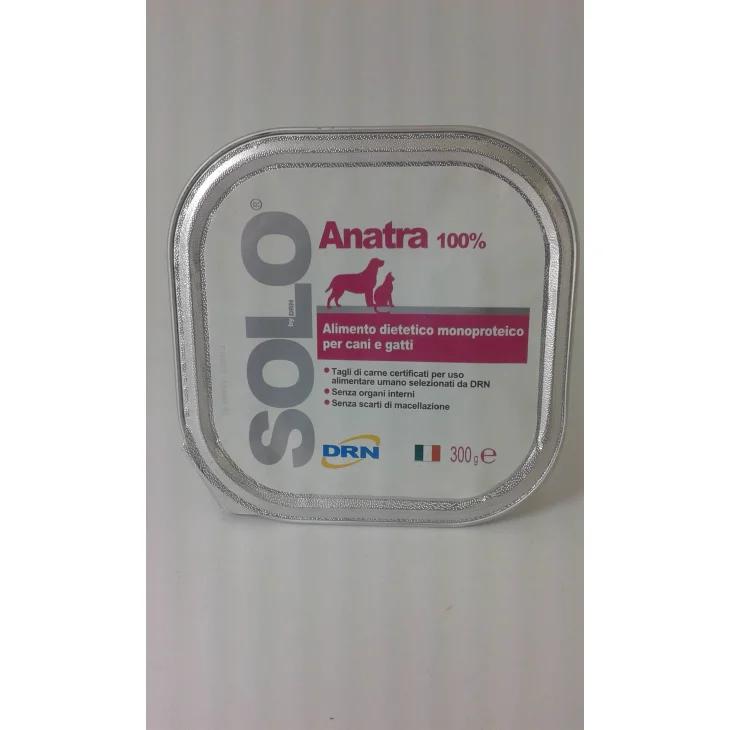 SOLO®
by DRN
Anatra 100%
Alimento dietetico monoproteico
per cani e gatti
• Tagli di carne certificati per uso
alimentare umano selezionati da DRN
• Senza organi interni
• Senza scarti di macellazione
DRN
300 g e